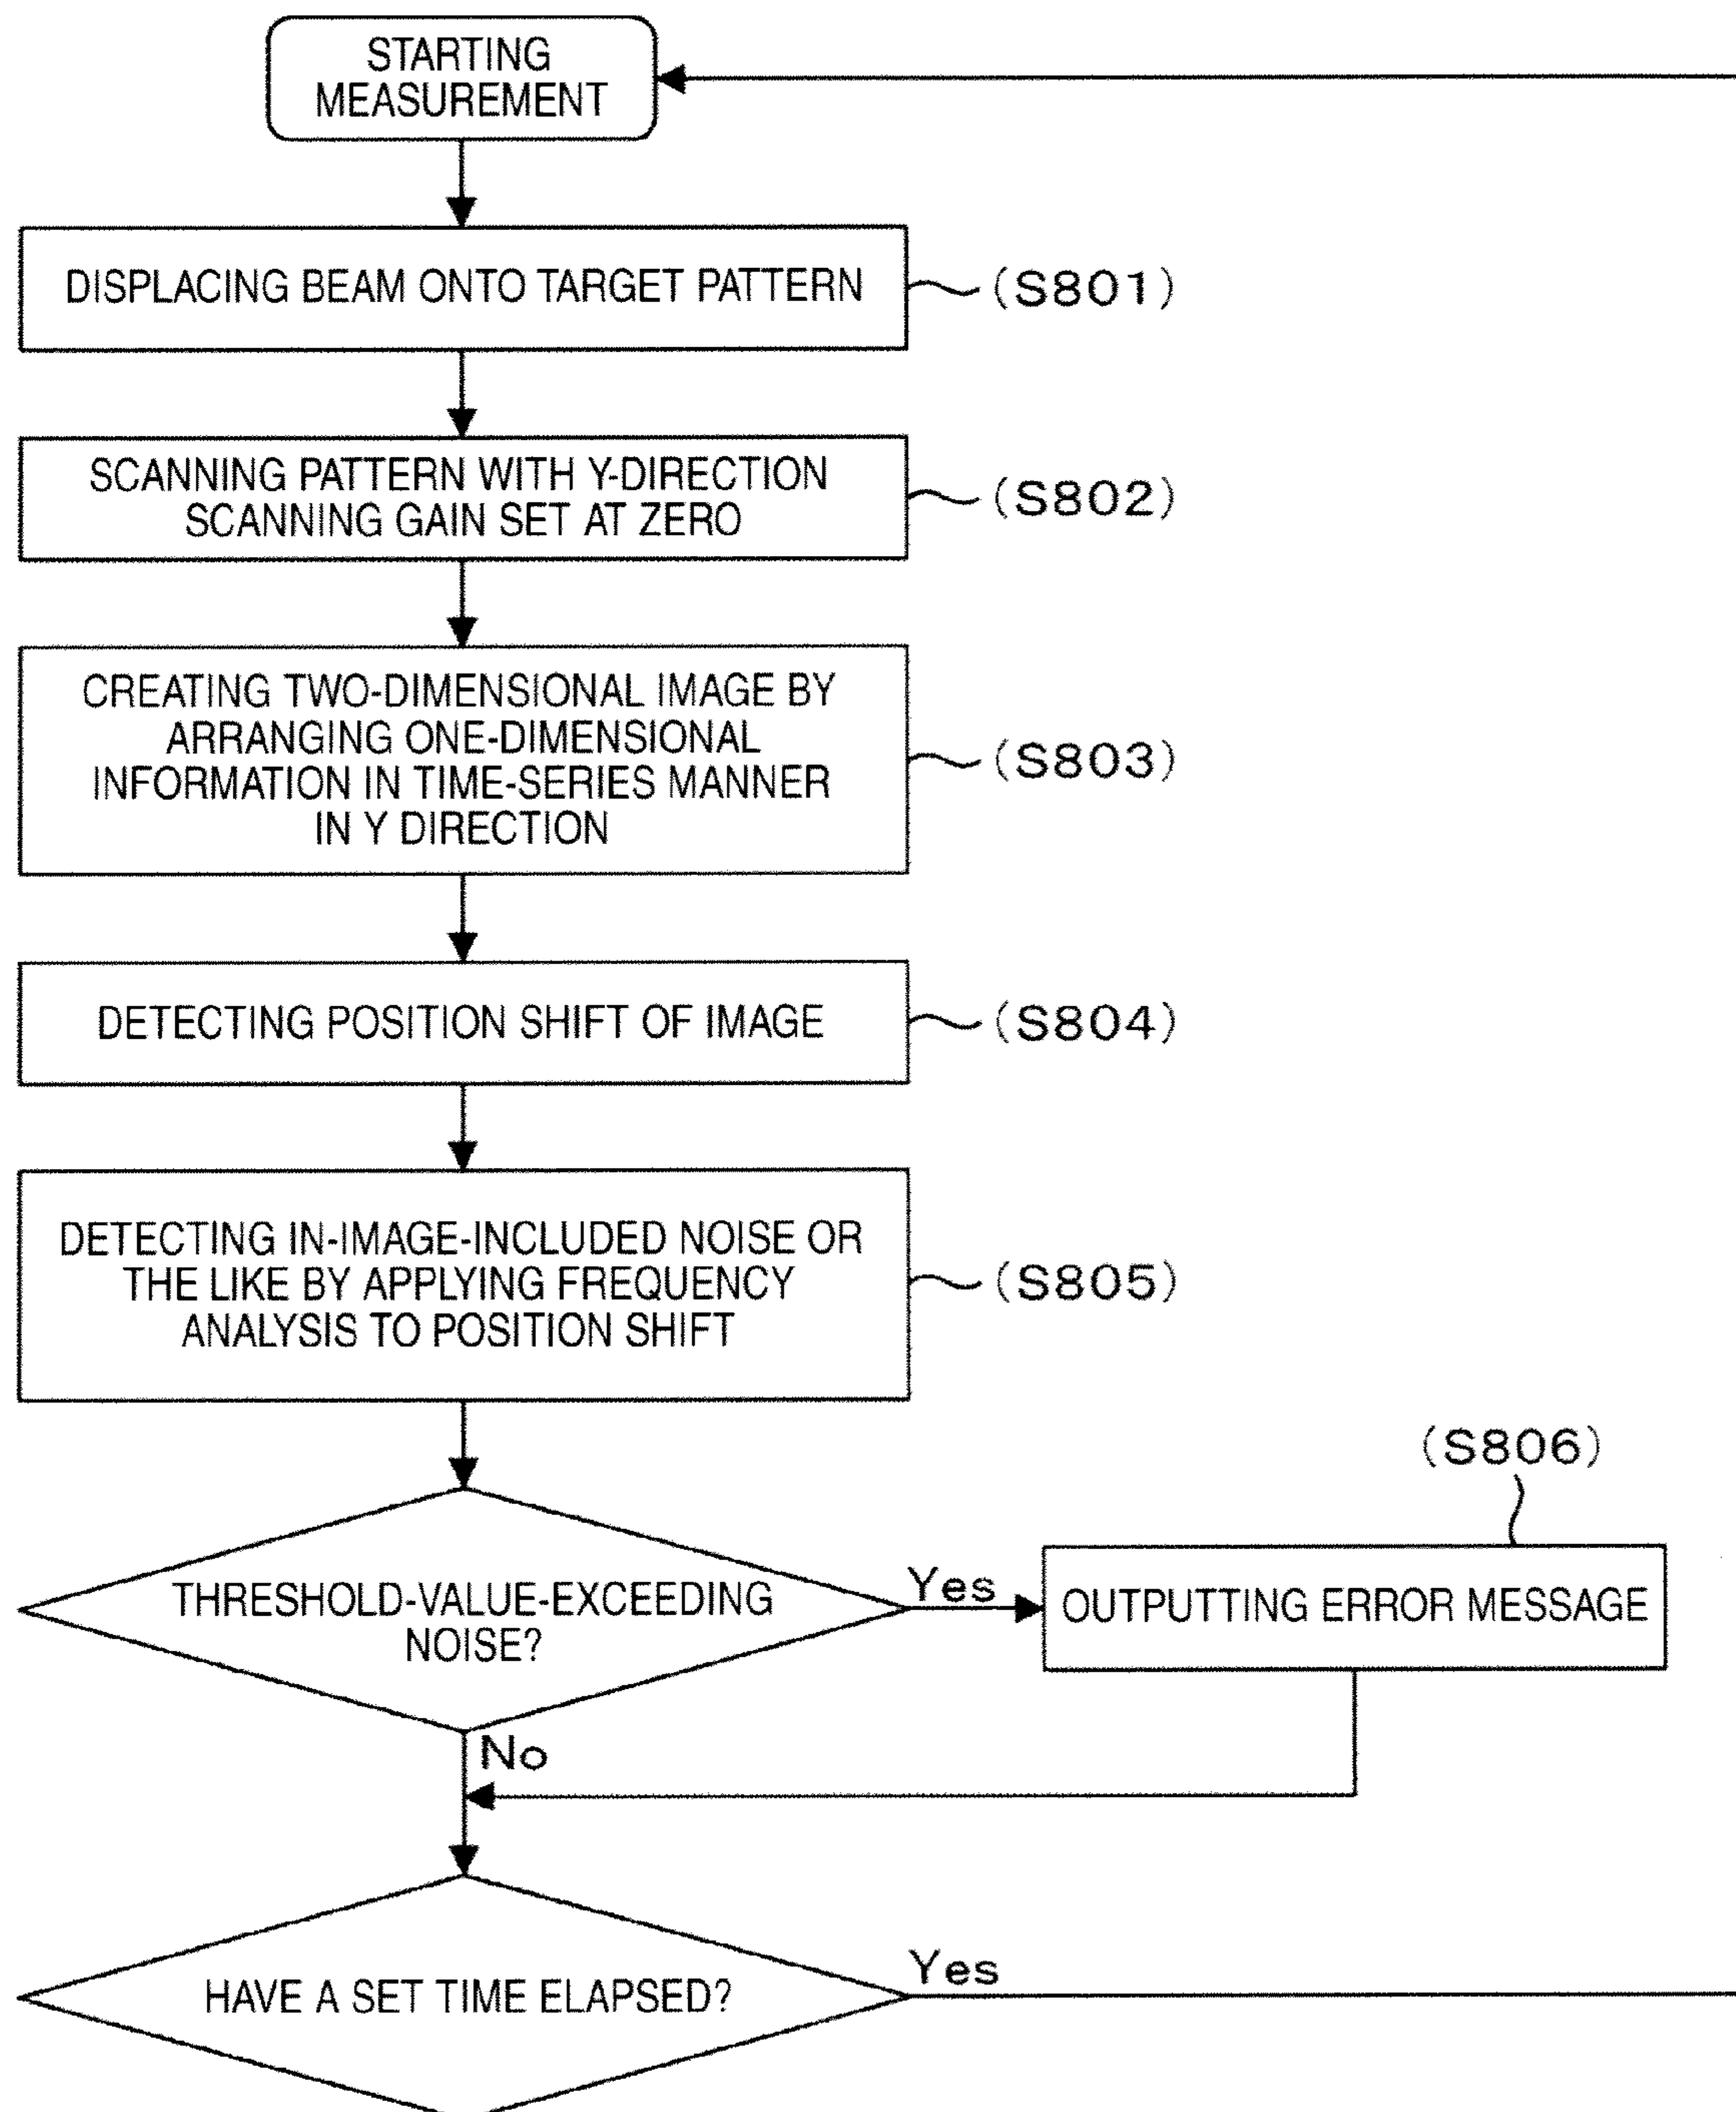 STARTING
MEASUREMENT
DISPLACING BEAM ONTO TARGET PATTERN
(S801)
SCANNING PATTERN WITH Y-DIRECTION
SCANNING GAIN SET AT ZERO
(S802)
CREATING TWO-DIMENSIONAL IMAGE BY
ARRANGING ONE-DIMENSIONAL
INFORMATION IN TIME-SERIES MANNER
IN Y DIRECTION
(S803)
DETECTING POSITION SHIFT OF IMAGE
(S804)
DETECTING IN-IMAGE-INCLUDED NOISE OR
THE LIKE BY APPLYING FREQUENCY
ANALYSIS TO POSITION SHIFT
(S805)
(S806)
THRESHOLD-VALUE-EXCEEDING
NOISE?
Yes
OUTPUTTING ERROR MESSAGE
No
HAVE A SET TIME ELAPSED?
Yes